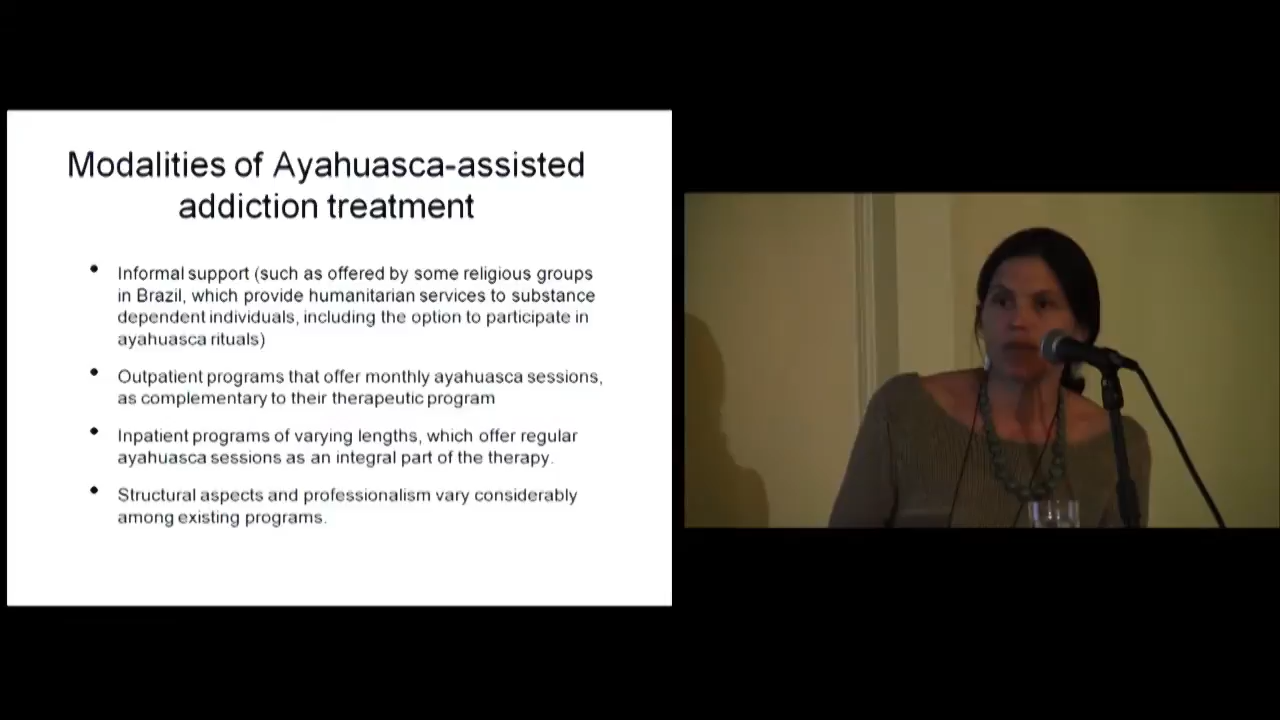 Modalities of Ayahuasca-assisted
addiction treatment
• Informal support (such as offered by some religious groups
in Brazil, which provide humanitarian services to substance
dependent individuals, including the option to participate in
ayahuasca rituals)
• Outpatient programs that offer monthly ayahuasca sessions,
as complementary to their therapeutic program
• Inpatient programs of varying lengths, which offer regular
ayahuasca sessions as an integral part of the therapy.
• Structural aspects and professionalism vary considerably
among existing programs.